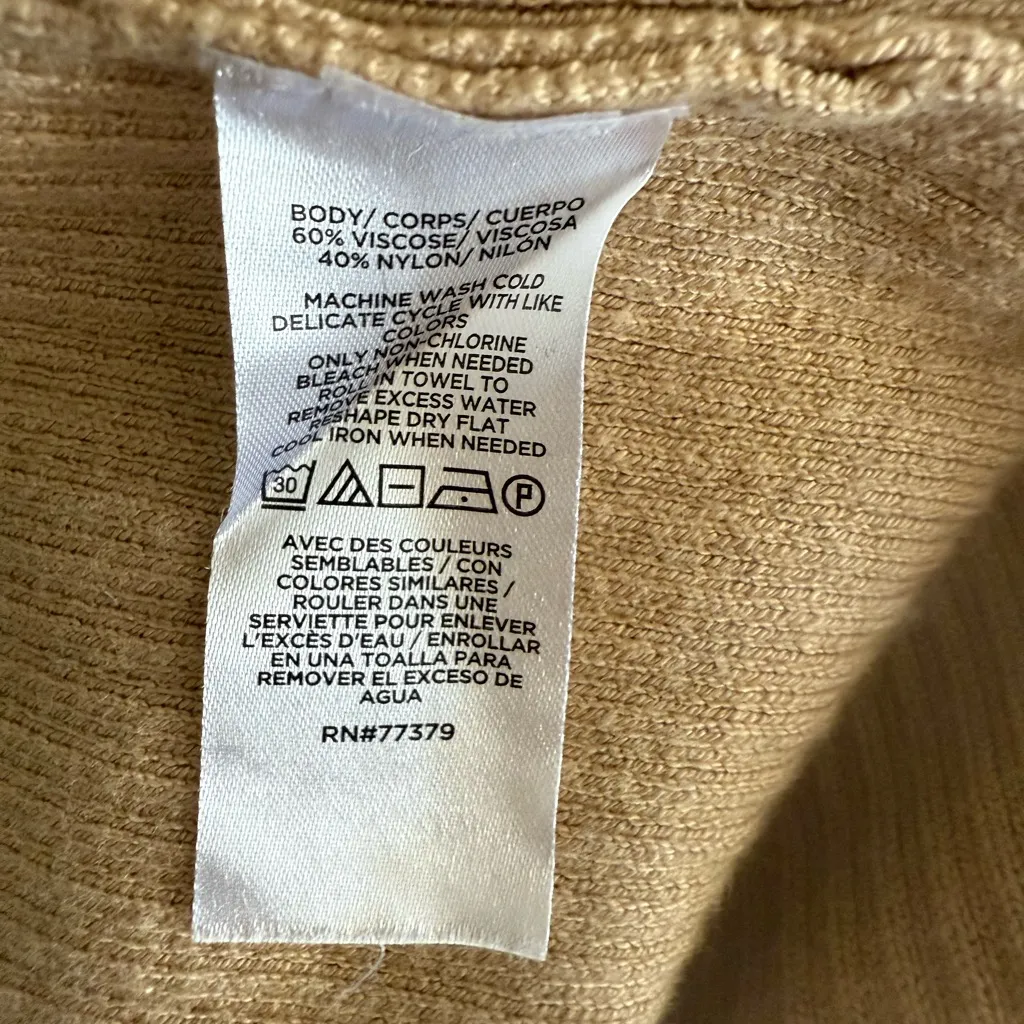 BODY/ CORPS/ CUERPO
60% VISCOSE/ VISCOSA
40% NYLON/ NILÓN
MACHINE WASH COLD
DELICATE CYCLE WITH LIKE
COLORS
ONLY NON-CHLORINE
BLEACH WHEN NEEDED
ROLL IN TOWEL TO
REMOVE EXCESS WATER
RESHAPE DRY FLAT
COOL IRON WHEN NEEDED
30 P
AVEC DES COULEURS
SEMBLABLES / CON
COLORES SIMILARES /
ROULER DANS UNE
SERVIETTE POUR ENLEVER
L'EXCÈS D'EAU / ENROLLAR
EN UNA TOALLA PARA
REMOVER EL EXCESO DE
AGUA
RN#77379